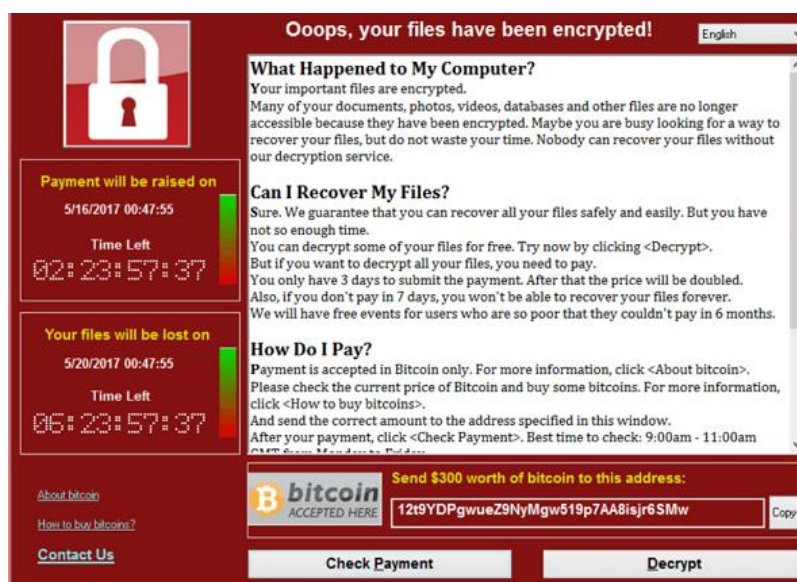 Ooops, your files have been encrypted!
English
What Happened to My Computer?
Your important files are encrypted.
Many of your documents, photos, videos, databases and other files are no longer
accessible because they have been encrypted. Maybe you are busy looking for a way to
recover your files, but do not waste your time. Nobody can recover your files without
our decryption service.
Can I Recover My Files?
Sure. We guarantee that you can recover all your files safely and easily. But you have
not so enough time.
You can decrypt some of your files for free. Try now by clicking <Decrypt>.
But if you want to decrypt all your files, you need to pay.
You only have 3 days to submit the payment. After that the price will be doubled.
Also, if you don't pay in 7 days, you won't be able to recover your files forever.
We will have free events for users who are so poor that they couldn't pay in 6 months.
How Do I Pay?
Payment is accepted in Bitcoin only. For more information, click <About bitcoin>.
Please check the current price of Bitcoin and buy some bitcoins. For more information,
click <How to buy bitcoins>.
And send the correct amount to the address specified in this window.
After your payment, click <Check Payment>. Best time to check: 9:00am - 11:00am
GMT from Monday to Friday.
Payment will be raised on
5/16/2017 00:47:55
Time Left
02:23:57:37
Your files will be lost on
5/20/2017 00:47:55
Time Left
06:23:57:37
About bitcoin
How to buy bitcoins?
Contact Us
bitcoin
ACCEPTED HERE
Send $300 worth of bitcoin to this address:
12t9YDPgwueZ9NyMgw519p7AA8isjr6SMw
Copy
Check Payment
Decrypt